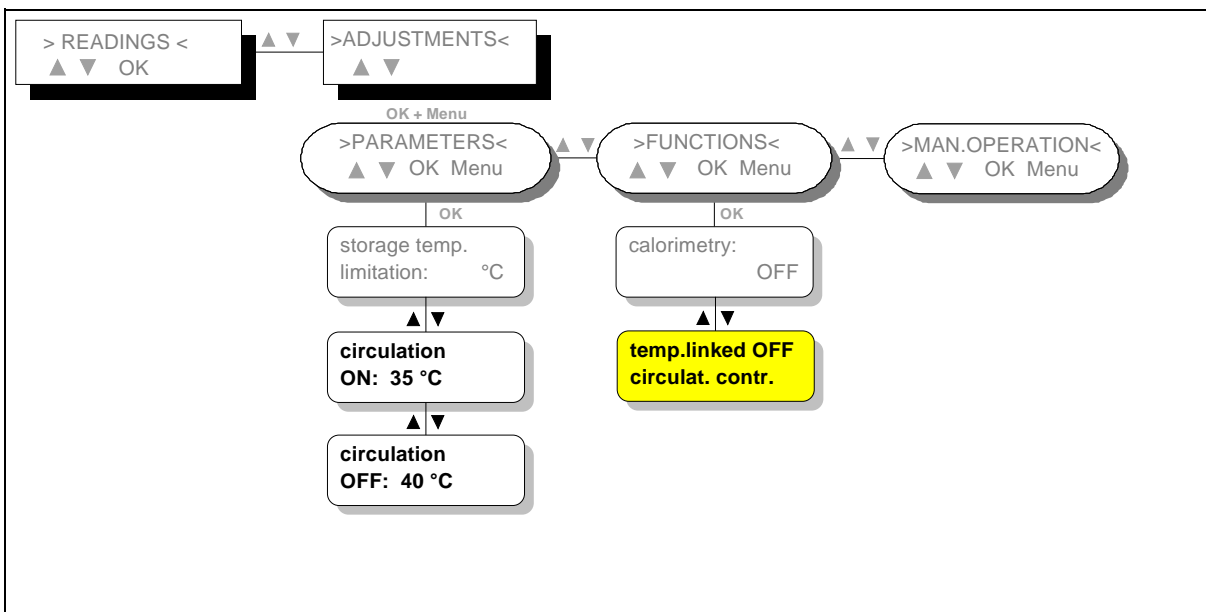 > READINGS <
▲ ▼ OK
▲ ▼
>ADJUSTMENTS<
▲ ▼
OK + Menu
>PARAMETERS<
▲ ▼ OK Menu
▲ ▼
>FUNCTIONS<
▲ ▼ OK Menu
▲ ▼
>MAN.OPERATION<
▲ ▼ OK Menu
OK
storage temp.
limitation: °C
▲ ▼
circulation
ON: 35 °C
▲ ▼
circulation
OFF: 40 °C
OK
calorimetry:
OFF
▲ ▼
temp.linked OFF
circulat. contr.